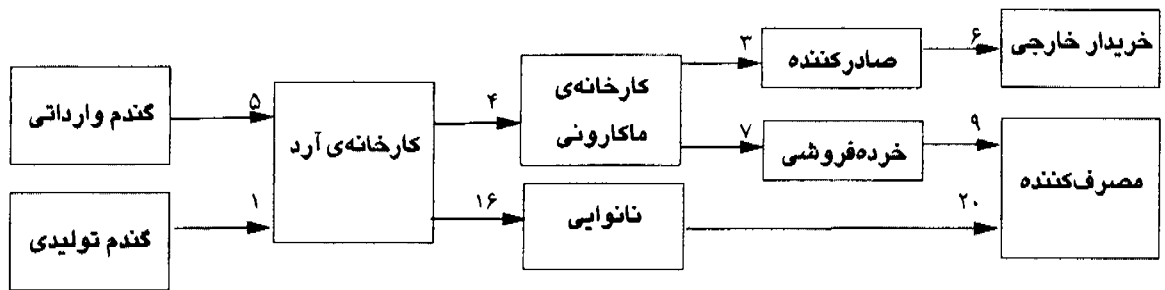 گندم وارداتی
گندم تولیدی
۵
۱
کارخانه‌ی آرد
۴
۱۶
کارخانه‌ی
ماکارونی
نانوایی
۳
۷
صادرکننده
خرده‌فروشی
۶
۹
۲۰
خریدار خارجی
مصرف‌کننده